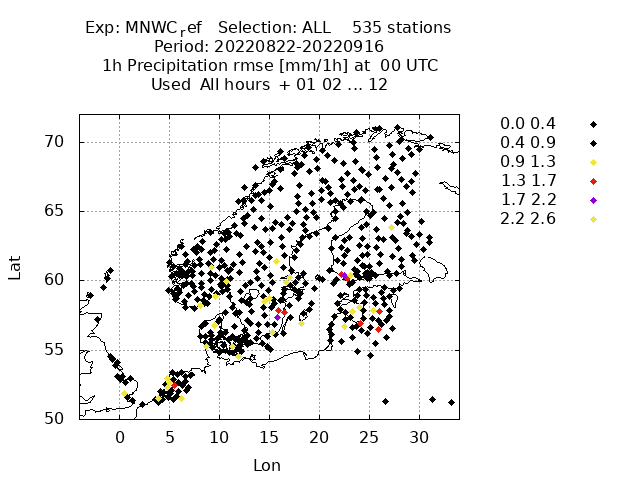 Exp: MNWC_ref   Selection: ALL    535 stations
Period: 20220822-20220916
1h Precipitation rmse [mm/1h] at  00 UTC
Used  All hours  + 01 02 ... 12
0.0 0.4
0.4 0.9
0.9 1.3
1.3 1.7
1.7 2.2
2.2 2.6
70
65
60
55
50
Lat
0 5 10 15 20 25 30
Lon